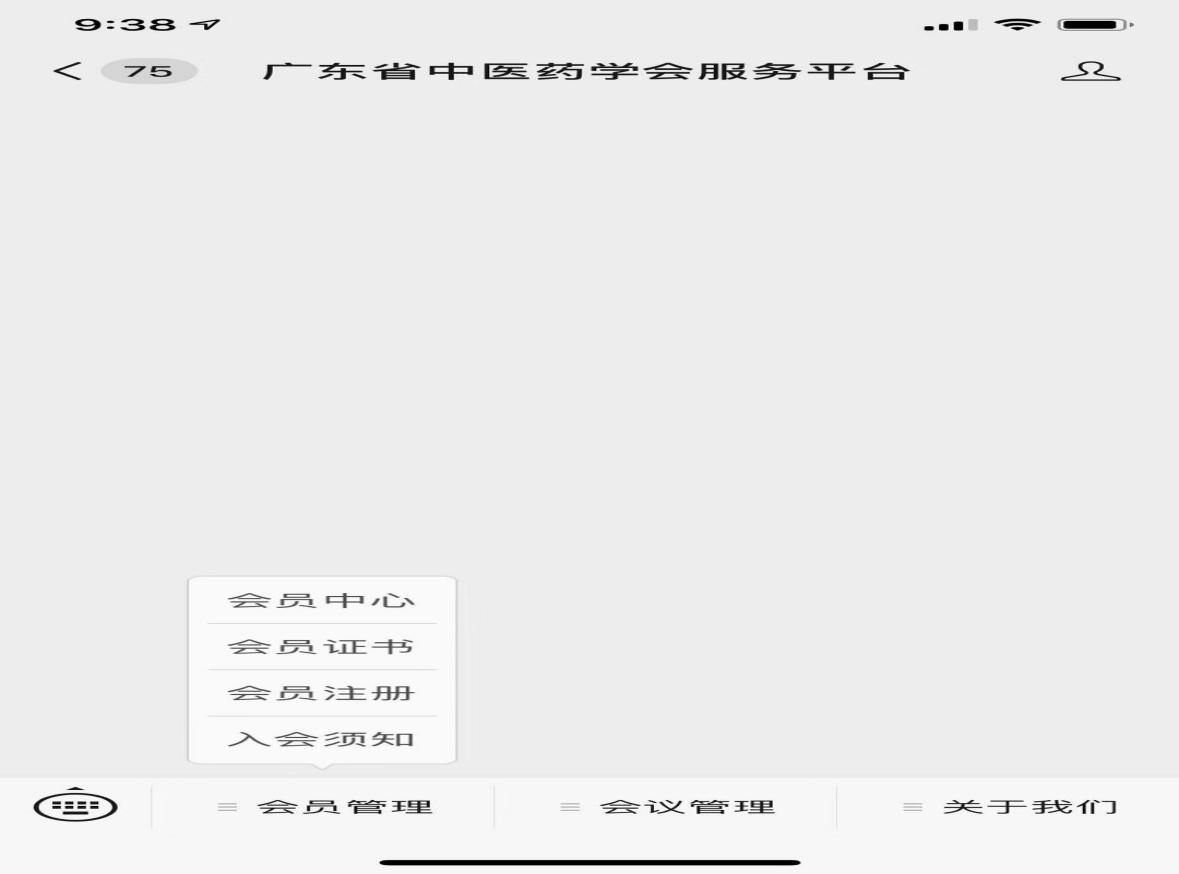 9:38
75 广东省中医药学会服务平台
会员中心
会员证书
会员注册
入会须知
会员管理 会议管理 关于我们